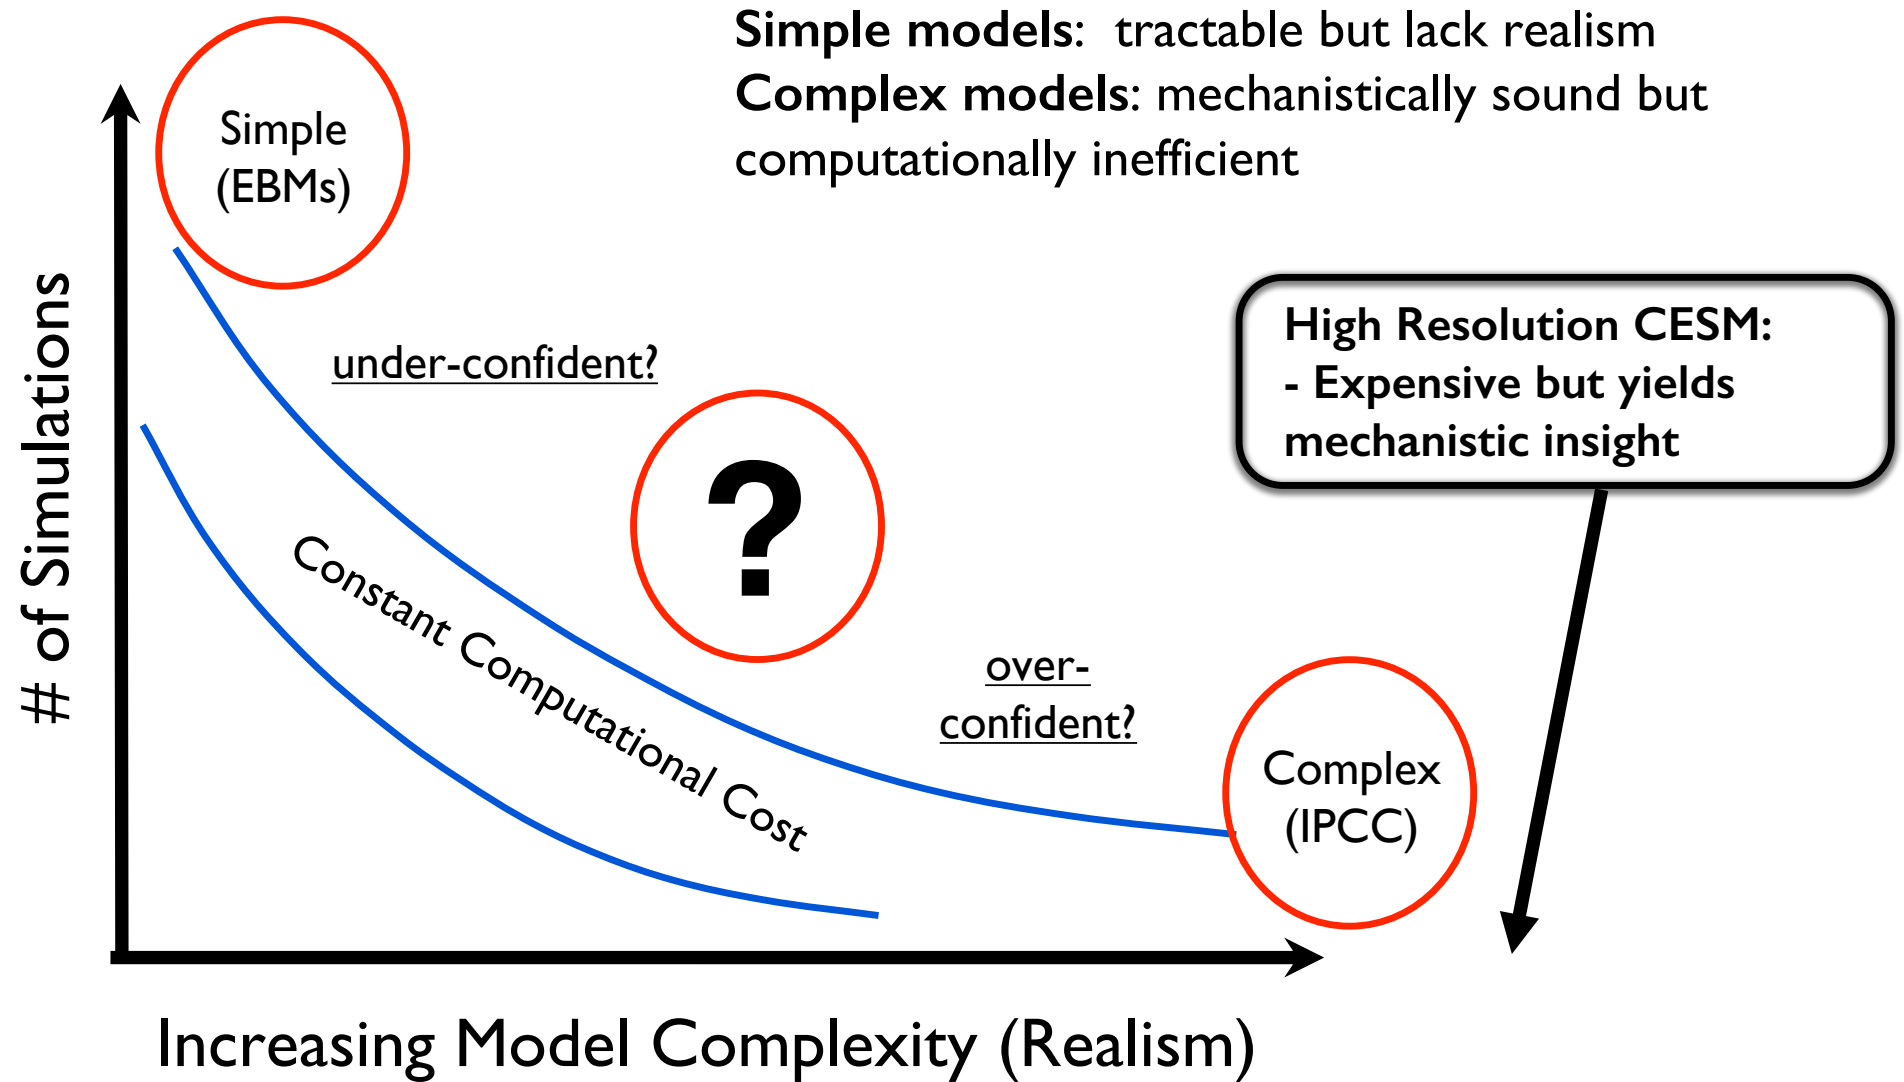 Simple models: tractable but lack realism
Complex models: mechanistically sound but
computationally inefficient
Simple
(EBMs)
# of Simulations
under-confident?
High Resolution CESM:
- Expensive but yields
mechanistic insight
?
Constant Computational Cost
over-
confident?
Complex
(IPCC)
Increasing Model Complexity (Realism)